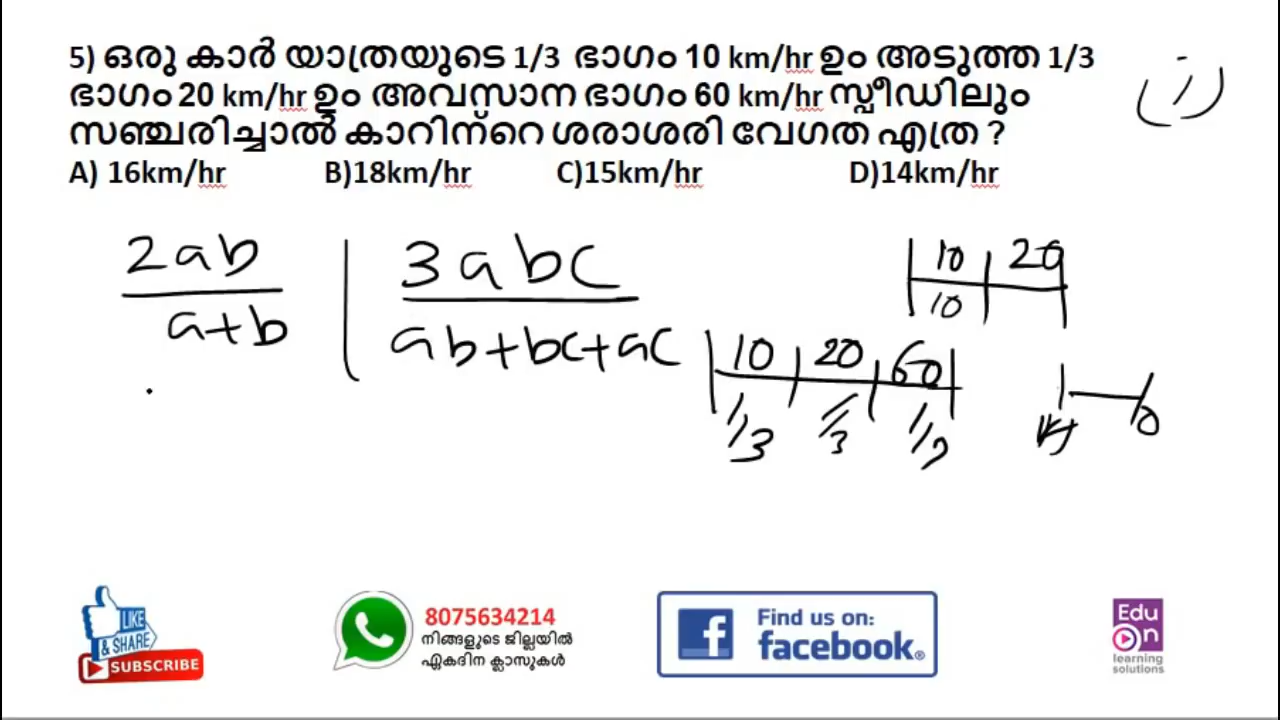 5) ഒരു കാർ യാത്രയുടെ 1/3 ഭാഗം 10 km/hr ഉം അടുത്ത 1/3
ഭാഗം 20 km/hr ഉം അവസാന ഭാഗം 60 km/hr സ്പീഡിലും
സഞ്ചരിച്ചാൽ കാറിന്റെ ശരാശരി വേഗത എത്ര ?
A) 16km/hr B)18km/hr C)15km/hr D)14km/hr
2ab
a+b
3abc
ab+bc+ac
10 20
10
10 20 60
1/3 1/3
LIKE
& SHARE
SUBSCRIBE
8075634214
നിങ്ങളുടെ ജില്ലയിൽ
ഏകദിന ക്ലാസുകൾ
Find us on:
facebook®
Edu
On
learning
solutions